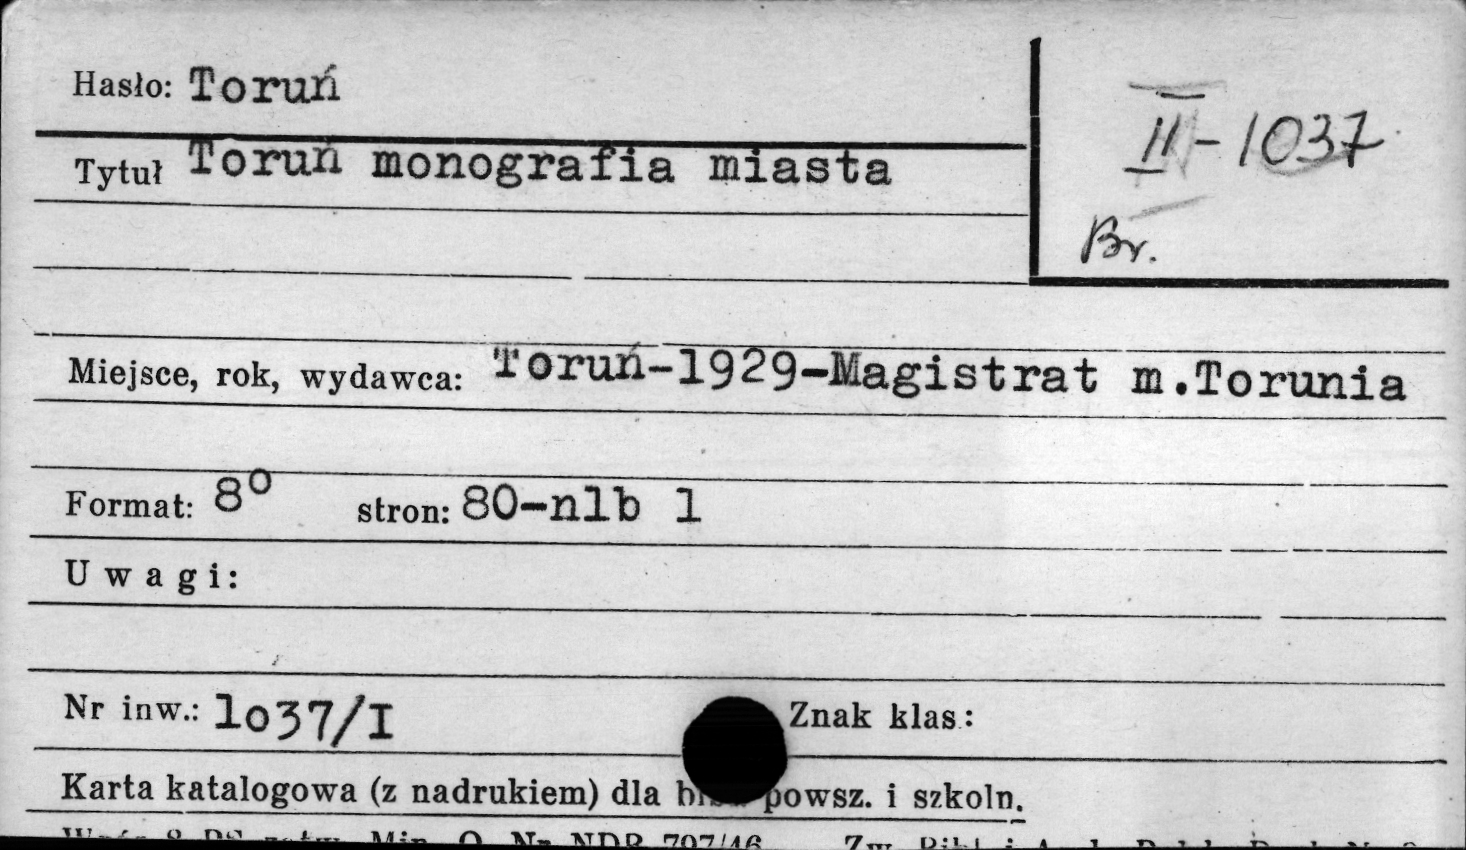 Hasło: Toruń
II-1037
Tytuł Toruń monografia miasta
Br.
Miejsce, rok, wydawca: Toruń-1929-Magistrat m.Torunia
Format: 8° stron: 80-nlb 1
Uwagi:
Nr inw.: 1o37/I Znak klas.:
Karta katalogowa (z nadrukiem) dla powsz. i szkoln.